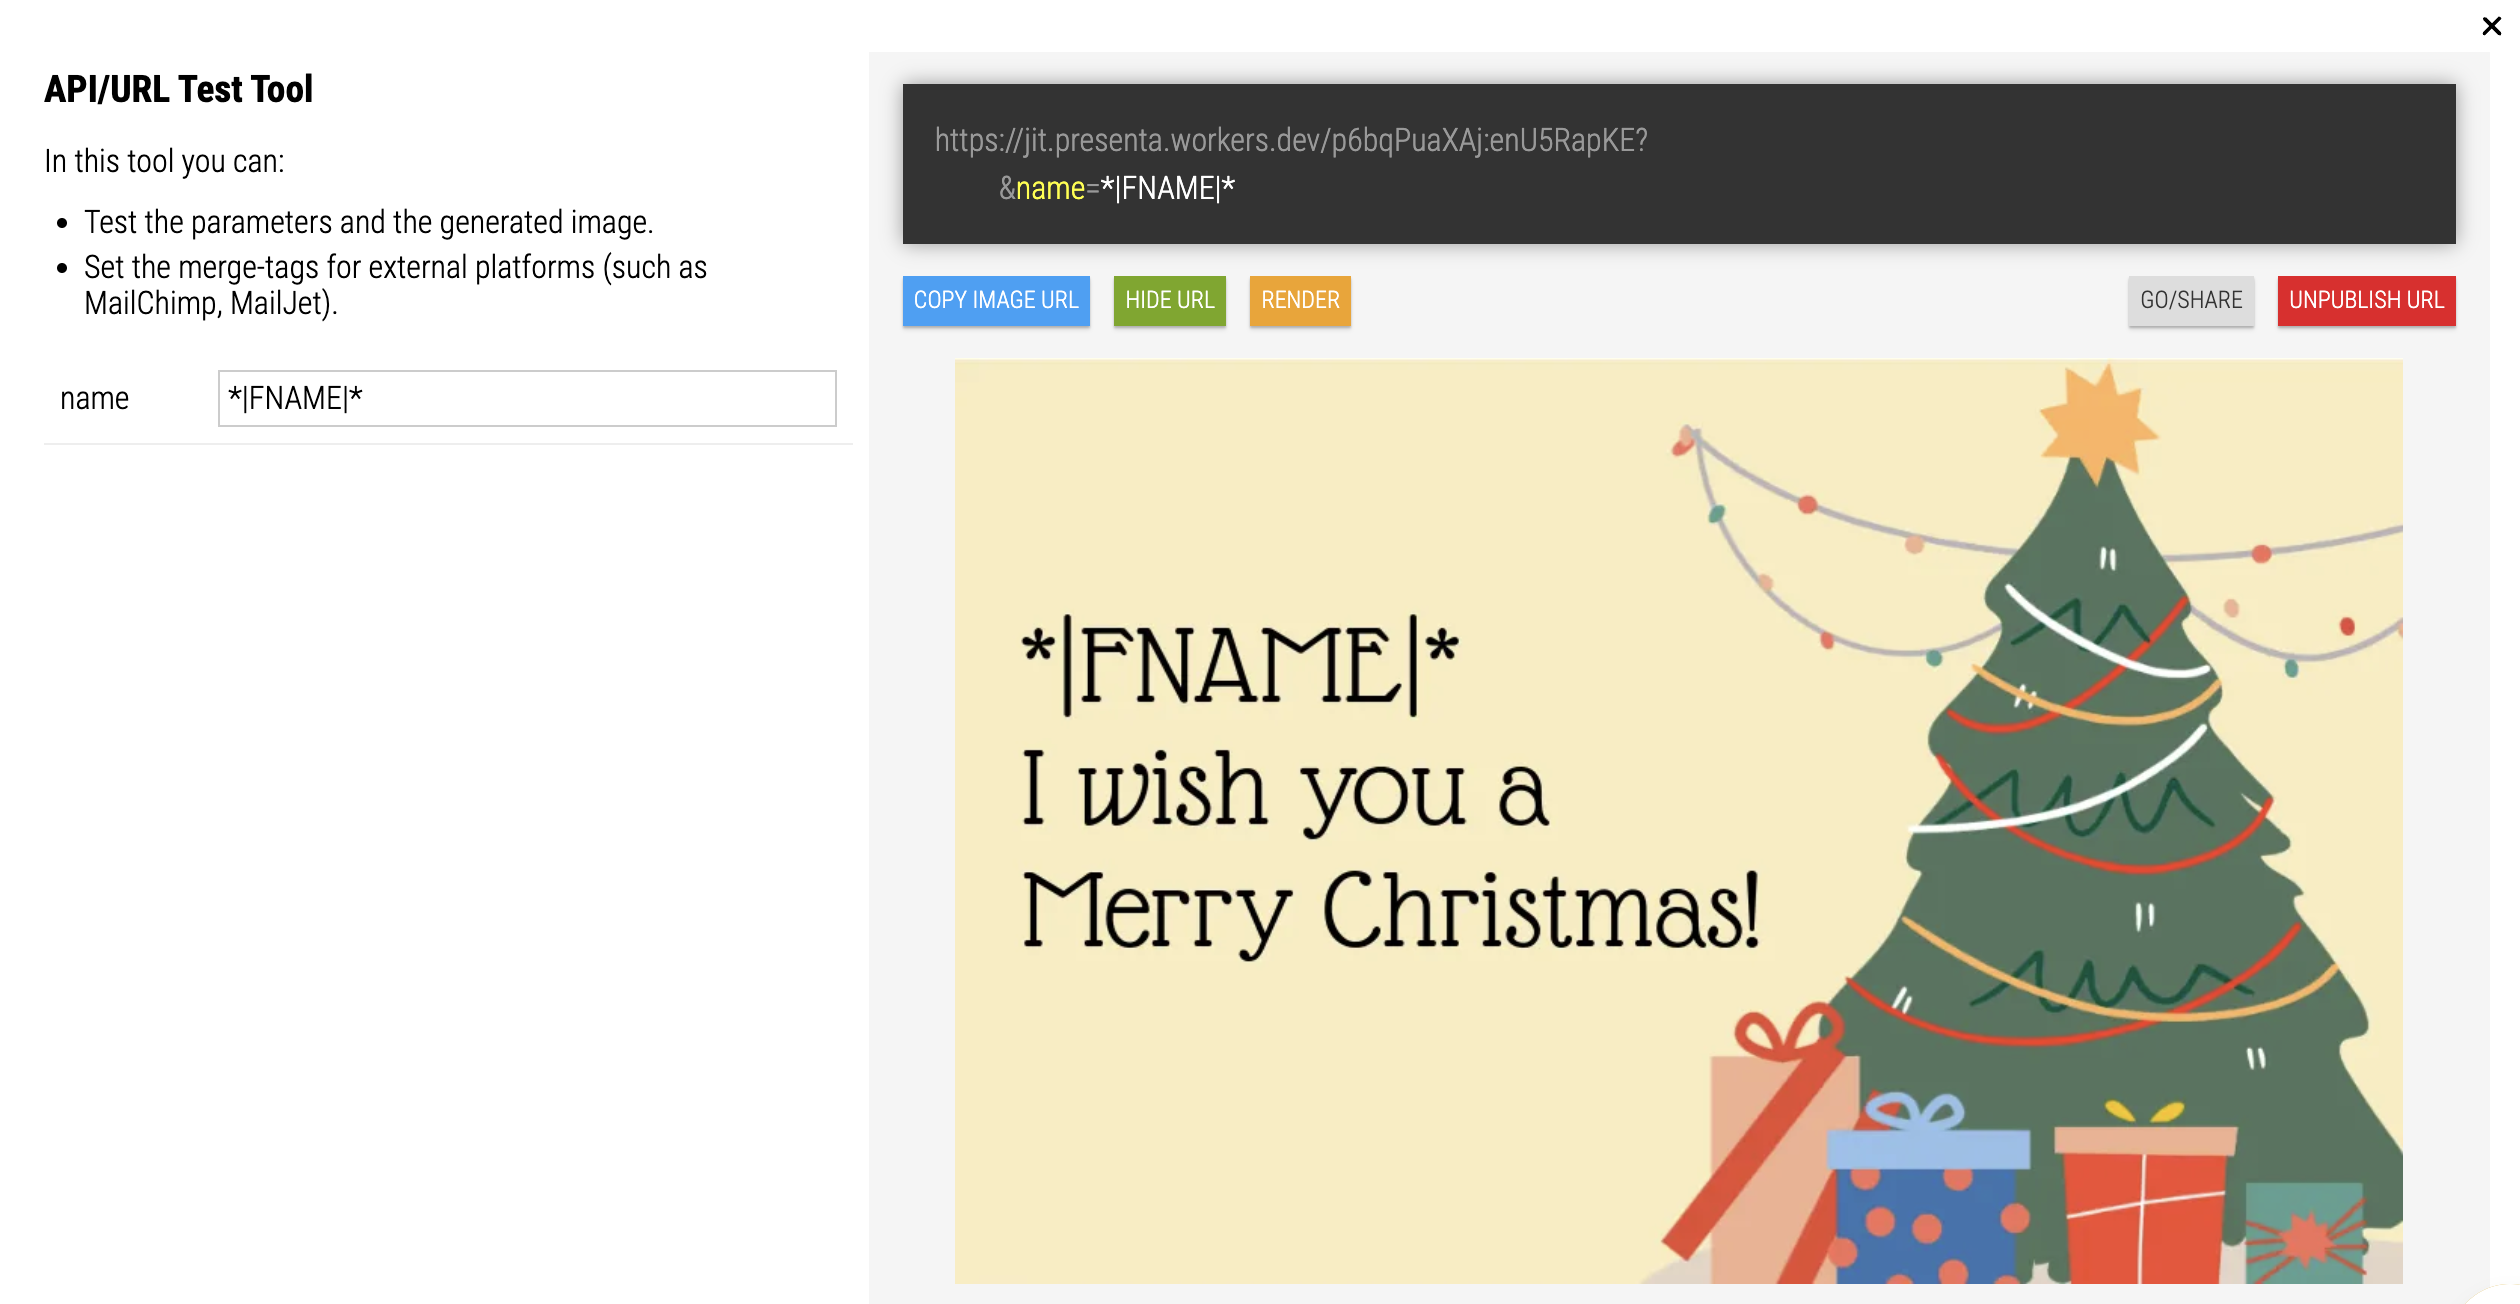 API/URL Test Tool
In this tool you can:
• Test the parameters and the generated image.
• Set the merge-tags for external platforms (such as
MailChimp, MailJet).
name
*|FNAME|*
https://jit.presenta.workers.dev/p6bqPuaXAj:enU5RapKE?
&name=*|FNAME|*
COPY IMAGE URL
HIDE URL
RENDER
GO/SHARE
UNPUBLISH URL
*|FNAME|*
I wish you a
Merry Christmas!